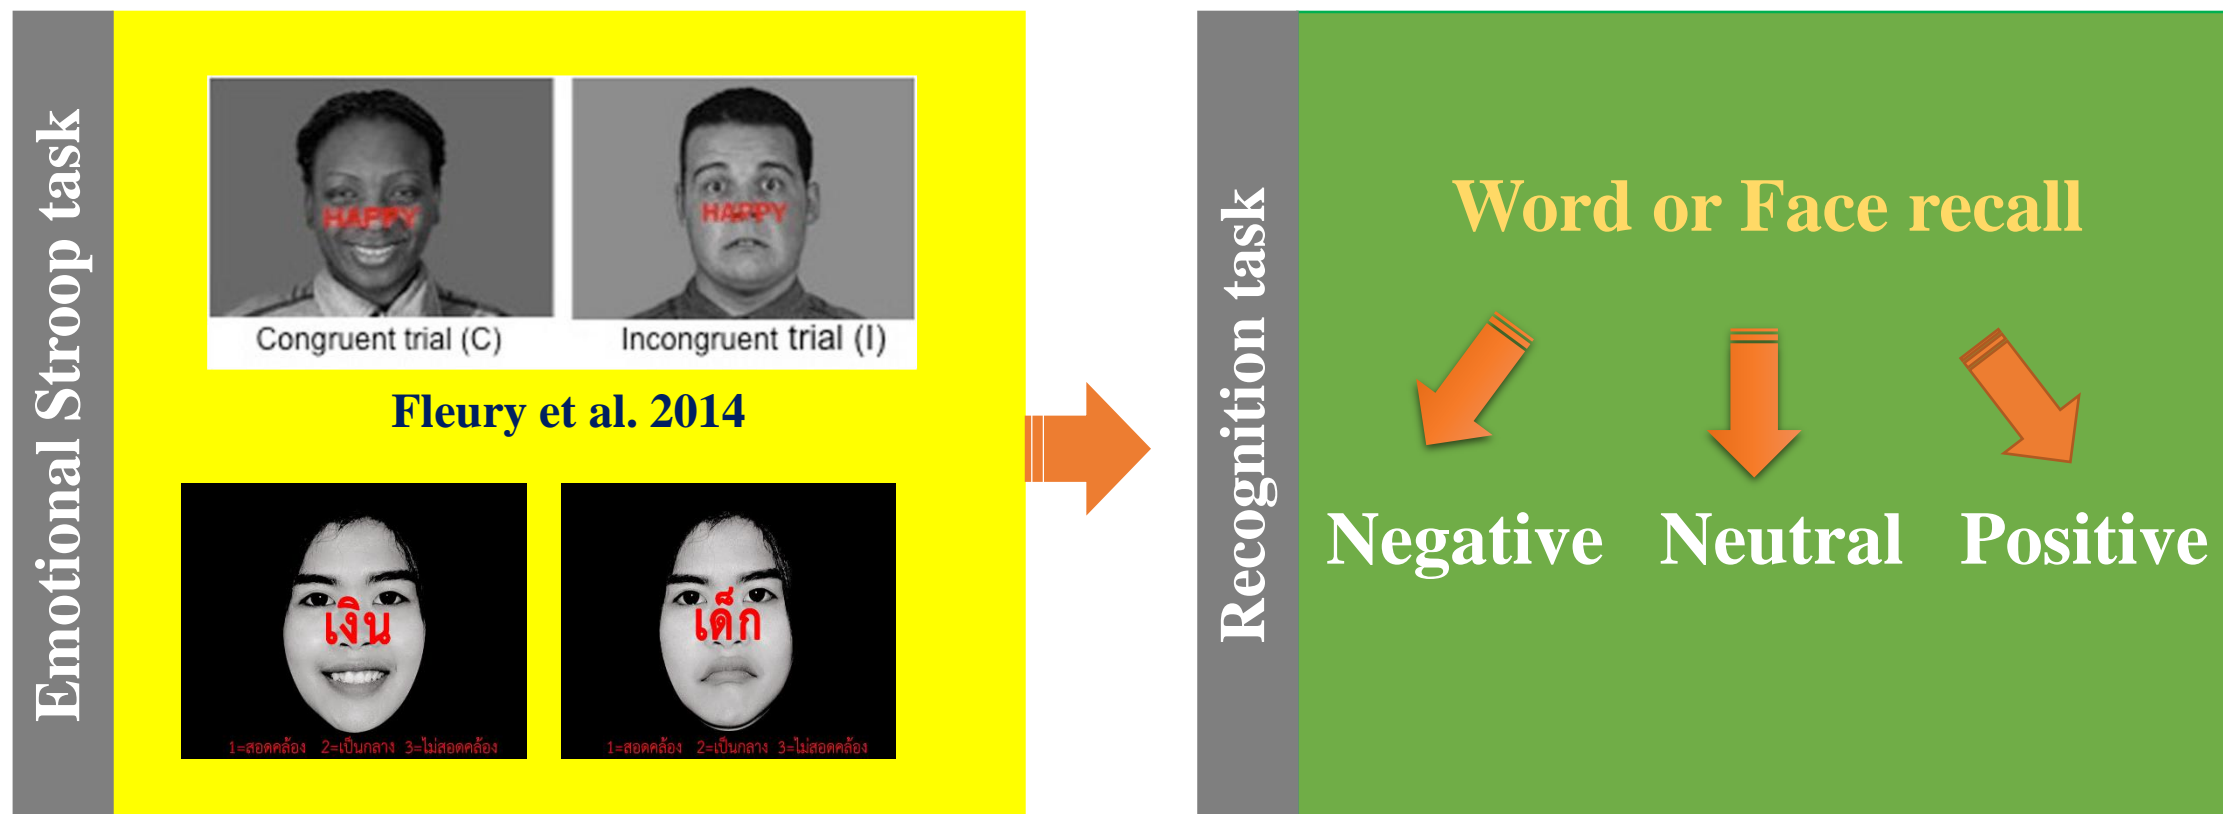 Emotional Stroop task
HAPPY
HAPPY
Congruent trial (C)
Incongruent trial (I)
Fleury et al. 2014
เงิน
เด็ก
1=สอดคล้อง 2=เป็นกลาง 3=ไม่สอดคล้อง
1=สอดคล้อง 2=เป็นกลาง 3=ไม่สอดคล้อง
Recognition task
Word or Face recall
Negative
Neutral
Positive